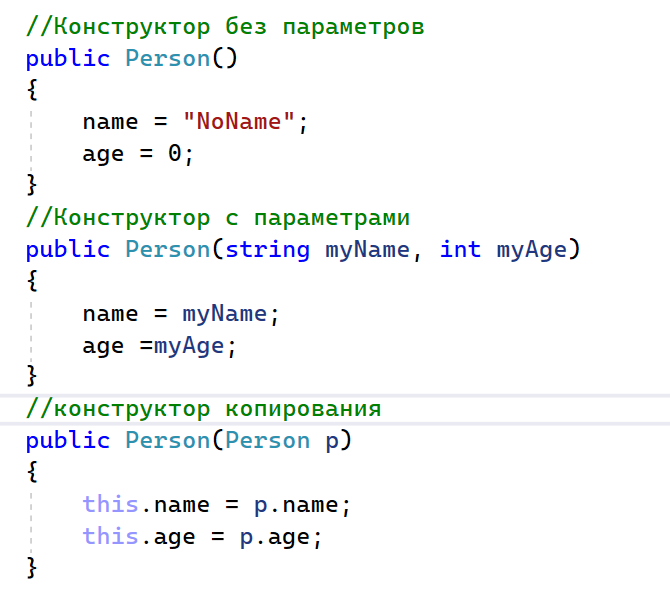 //Конструктор без параметров
public Person()
{
    name = "NoName";
    age = 0;
}
//Конструктор с параметрами
public Person(string myName, int myAge)
{
    name = myName;
    age =myAge;
}
//конструктор копирования
public Person(Person p)
{
    this.name = p.name;
    this.age = p.age;
}